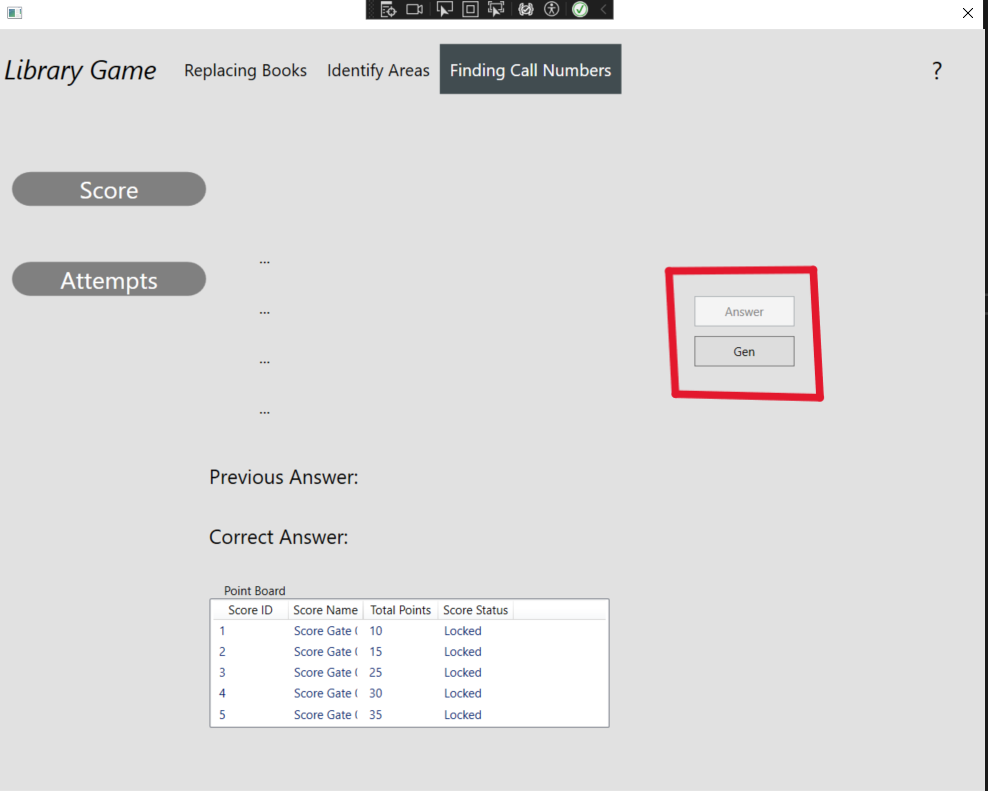 Library Game Replacing Books Identify Areas Finding Call Numbers ?
Score
...
Attempts
...
Answer
...
Gen
...
Previous Answer:
Correct Answer:
Point Board
Score ID Score Name Total Points Score Status
1 Score Gate ( 10 Locked
2 Score Gate ( 15 Locked
3 Score Gate ( 25 Locked
4 Score Gate ( 30 Locked
5 Score Gate ( 35 Locked